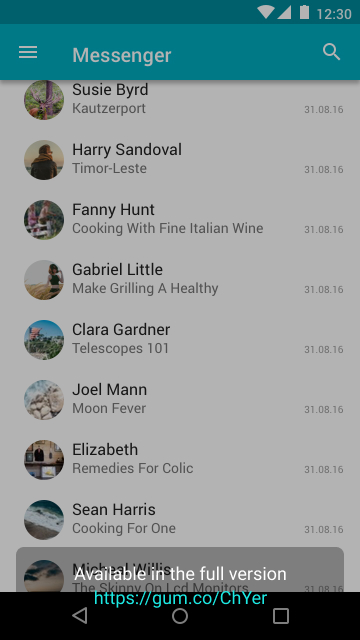 12:30
Messenger
Susie Byrd
Kautzerport
31.08.16
Harry Sandoval
Timor-Leste
31.08.16
Fanny Hunt
Cooking With Fine Italian Wine
31.08.16
Gabriel Little
Make Grilling A Healthy
31.08.16
Clara Gardner
Telescopes 101
31.08.16
Joel Mann
Moon Fever
31.08.16
Elizabeth
Remedies For Colic
31.08.16
Sean Harris
Cooking For One
31.08.16
Michael Willis
Available in the full version
The Skinny On Lcd Monitors
31.08.16
https://gum.co/ChYer